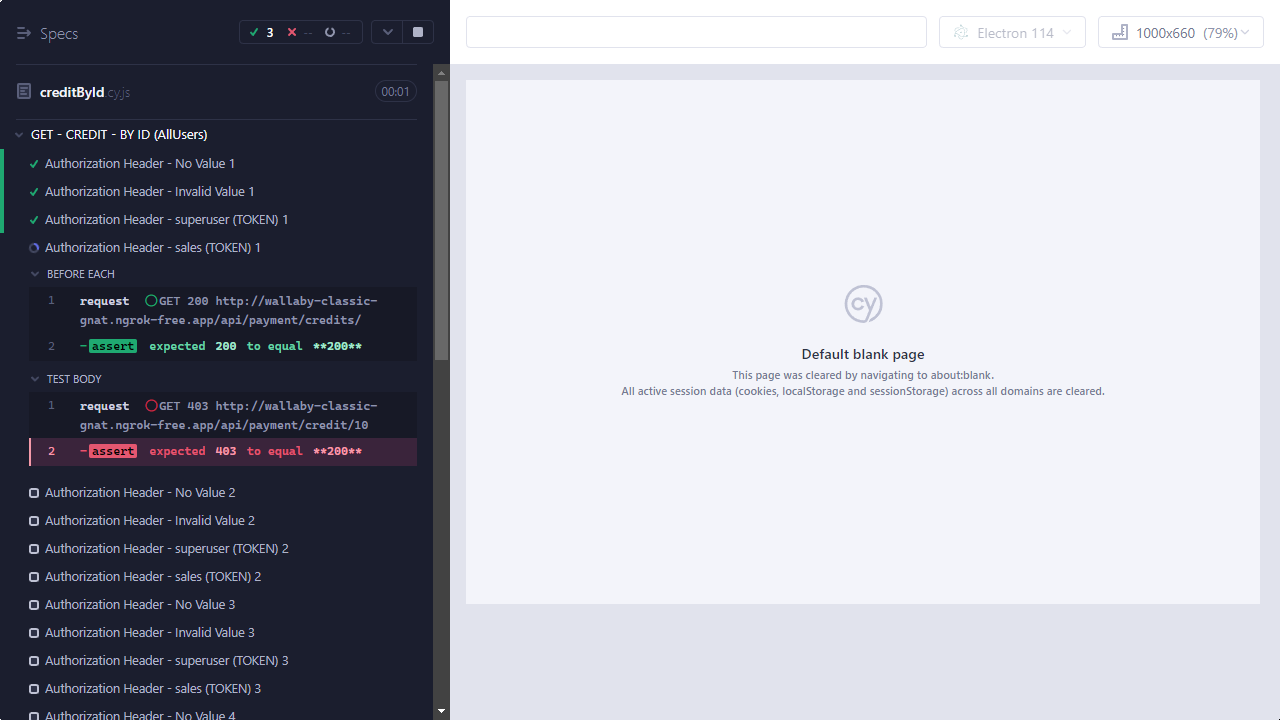 Specs
3
--
--
creditById.cy.js
00:01
GET - CREDIT - BY ID (AllUsers)
Authorization Header - No Value 1
Authorization Header - Invalid Value 1
Authorization Header - superuser (TOKEN) 1
Authorization Header - sales (TOKEN) 1
BEFORE EACH
1 request GET 200 http://wallaby-classic-
gnat.ngrok-free.app/api/payment/credits/
2 -assert expected 200 to equal **200**
TEST BODY
1 request GET 403 http://wallaby-classic-
gnat.ngrok-free.app/api/payment/credit/10
2 -assert expected 403 to equal **200**
Authorization Header - No Value 2
Authorization Header - Invalid Value 2
Authorization Header - superuser (TOKEN) 2
Authorization Header - sales (TOKEN) 2
Authorization Header - No Value 3
Authorization Header - Invalid Value 3
Authorization Header - superuser (TOKEN) 3
Authorization Header - sales (TOKEN) 3
Authorization Header - No Value 4
Electron 114
1000x660 (79%)
cy
Default blank page
This page was cleared by navigating to about:blank.
All active session data (cookies, localStorage and sessionStorage) across all domains are cleared.